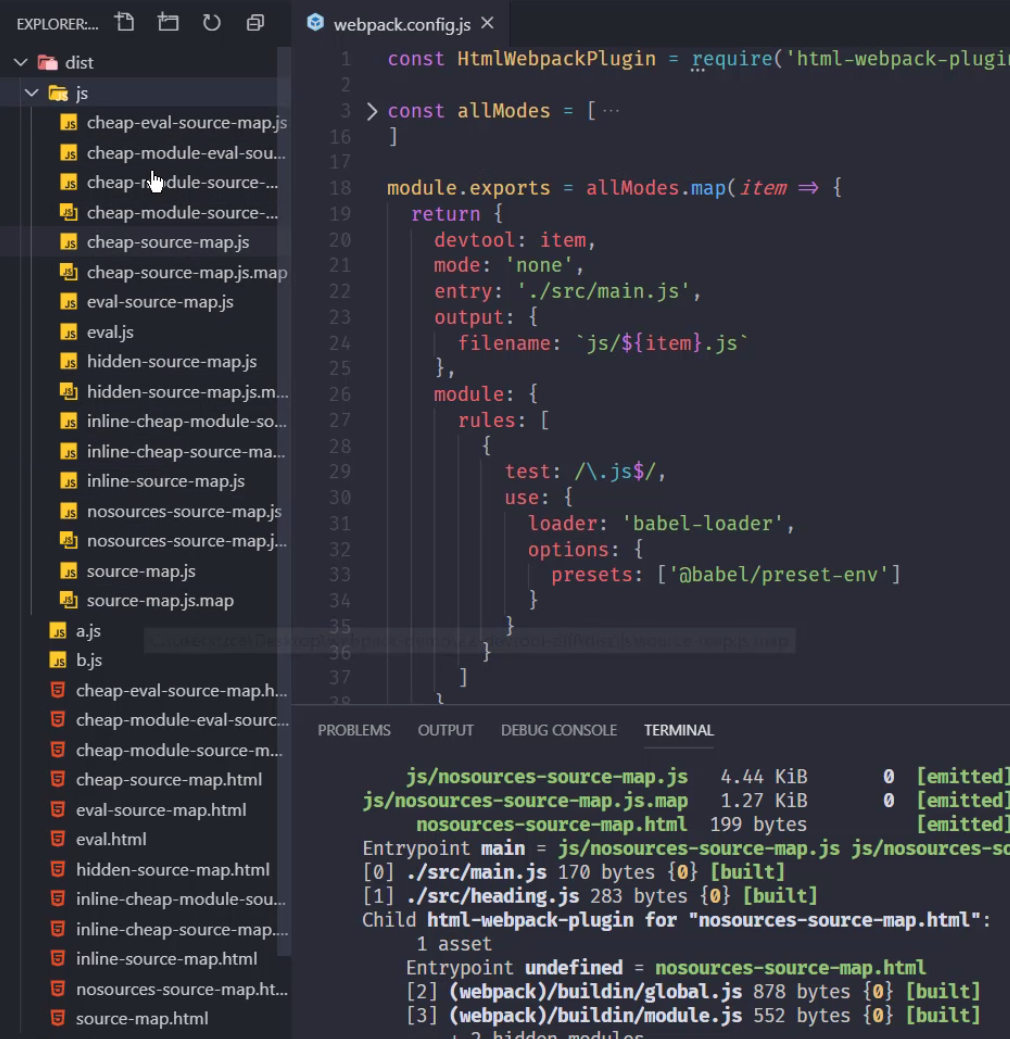 EXPLORER:...
dist
js
cheap-eval-source-map.js
cheap-module-eval-sou...
cheap-module-source-...
cheap-module-source-...
cheap-source-map.js
cheap-source-map.js.map
eval-source-map.js
eval.js
hidden-source-map.js
hidden-source-map.js.m...
inline-cheap-module-so...
inline-cheap-source-ma...
inline-source-map.js
nosources-source-map.js
nosources-source-map.j...
source-map.js
source-map.js.map
a.js
b.js
cheap-eval-source-map.h...
cheap-module-eval-sourc...
cheap-module-source-m...
cheap-source-map.html
eval-source-map.html
eval.html
hidden-source-map.html
inline-cheap-module-sou...
inline-cheap-source-map....
inline-source-map.html
nosources-source-map.ht...
source-map.html
webpack.config.js
1 const HtmlWebpackPlugin = require('html-webpack-plugi
2
3 const allModes = [ ...
16 ]
17
18 module.exports = allModes.map(item => {
19 return {
20 devtool: item,
21 mode: 'none',
22 entry: './src/main.js',
23 output: {
24 filename: `js/${item}.js`
25 },
26 module: {
27 rules: [
28 {
29 test: /\.js$/,
30 use: {
31 loader: 'babel-loader',
32 options: {
33 presets: ['@babel/preset-env']
34 }
35 }
36 }
37 ]
38 }
PROBLEMS OUTPUT DEBUG CONSOLE TERMINAL
js/nosources-source-map.js 4.44 KiB 0 [emitted]
js/nosources-source-map.js.map 1.27 KiB 0 [emitted]
nosources-source-map.html 199 bytes [emitted]
Entrypoint main = js/nosources-source-map.js js/nosources-so
[0] ./src/main.js 170 bytes {0} [built]
[1] ./src/heading.js 283 bytes {0} [built]
Child html-webpack-plugin for "nosources-source-map.html":
1 asset
Entrypoint undefined = nosources-source-map.html
[2] (webpack)/buildin/global.js 878 bytes {0} [built]
[3] (webpack)/buildin/module.js 552 bytes {0} [built]
+ 2 hidden modules